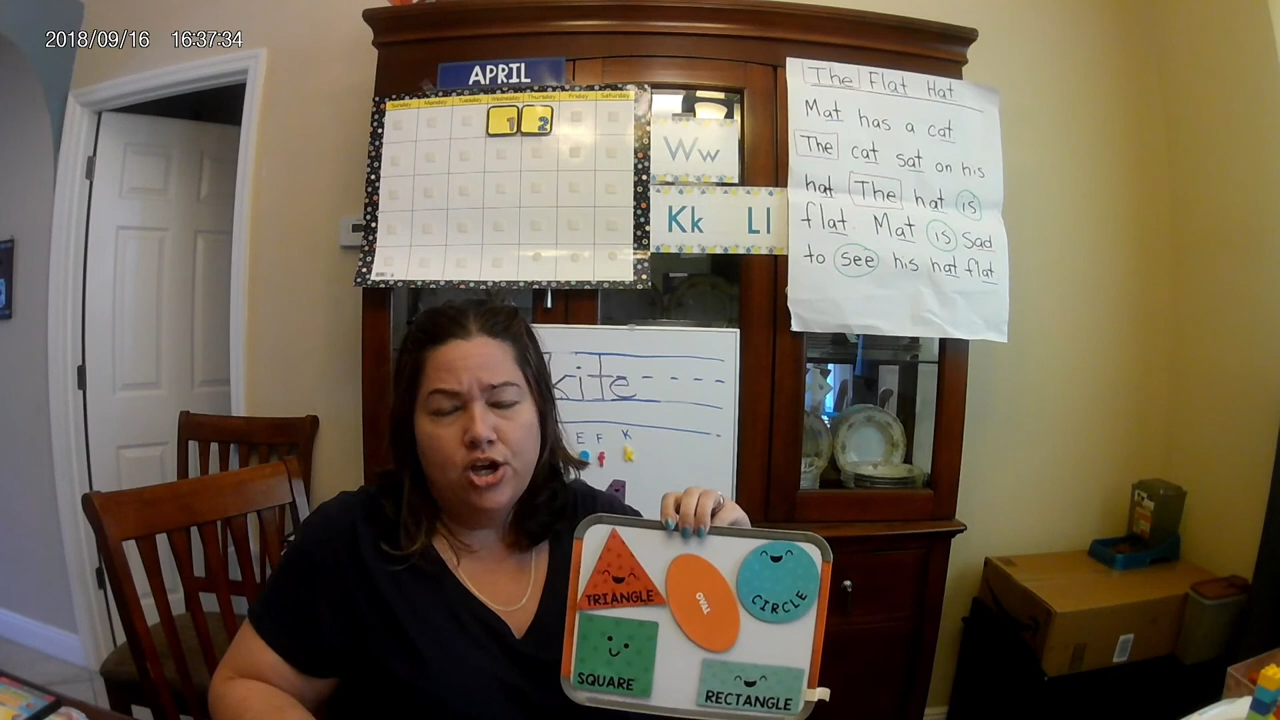 2018/09/16 16:37:34
APRIL
Sunday Monday Tuesday Wednesday Thursday Friday Saturday
1 2
Ww
Kk Ll
The Flat Hat
Mat has a cat
The cat sat on his
hat The hat is
flat. Mat is sad
to see his hat flat
kite
E F K
f k
TRIANGLE
OVAL
CIRCLE
SQUARE
RECTANGLE